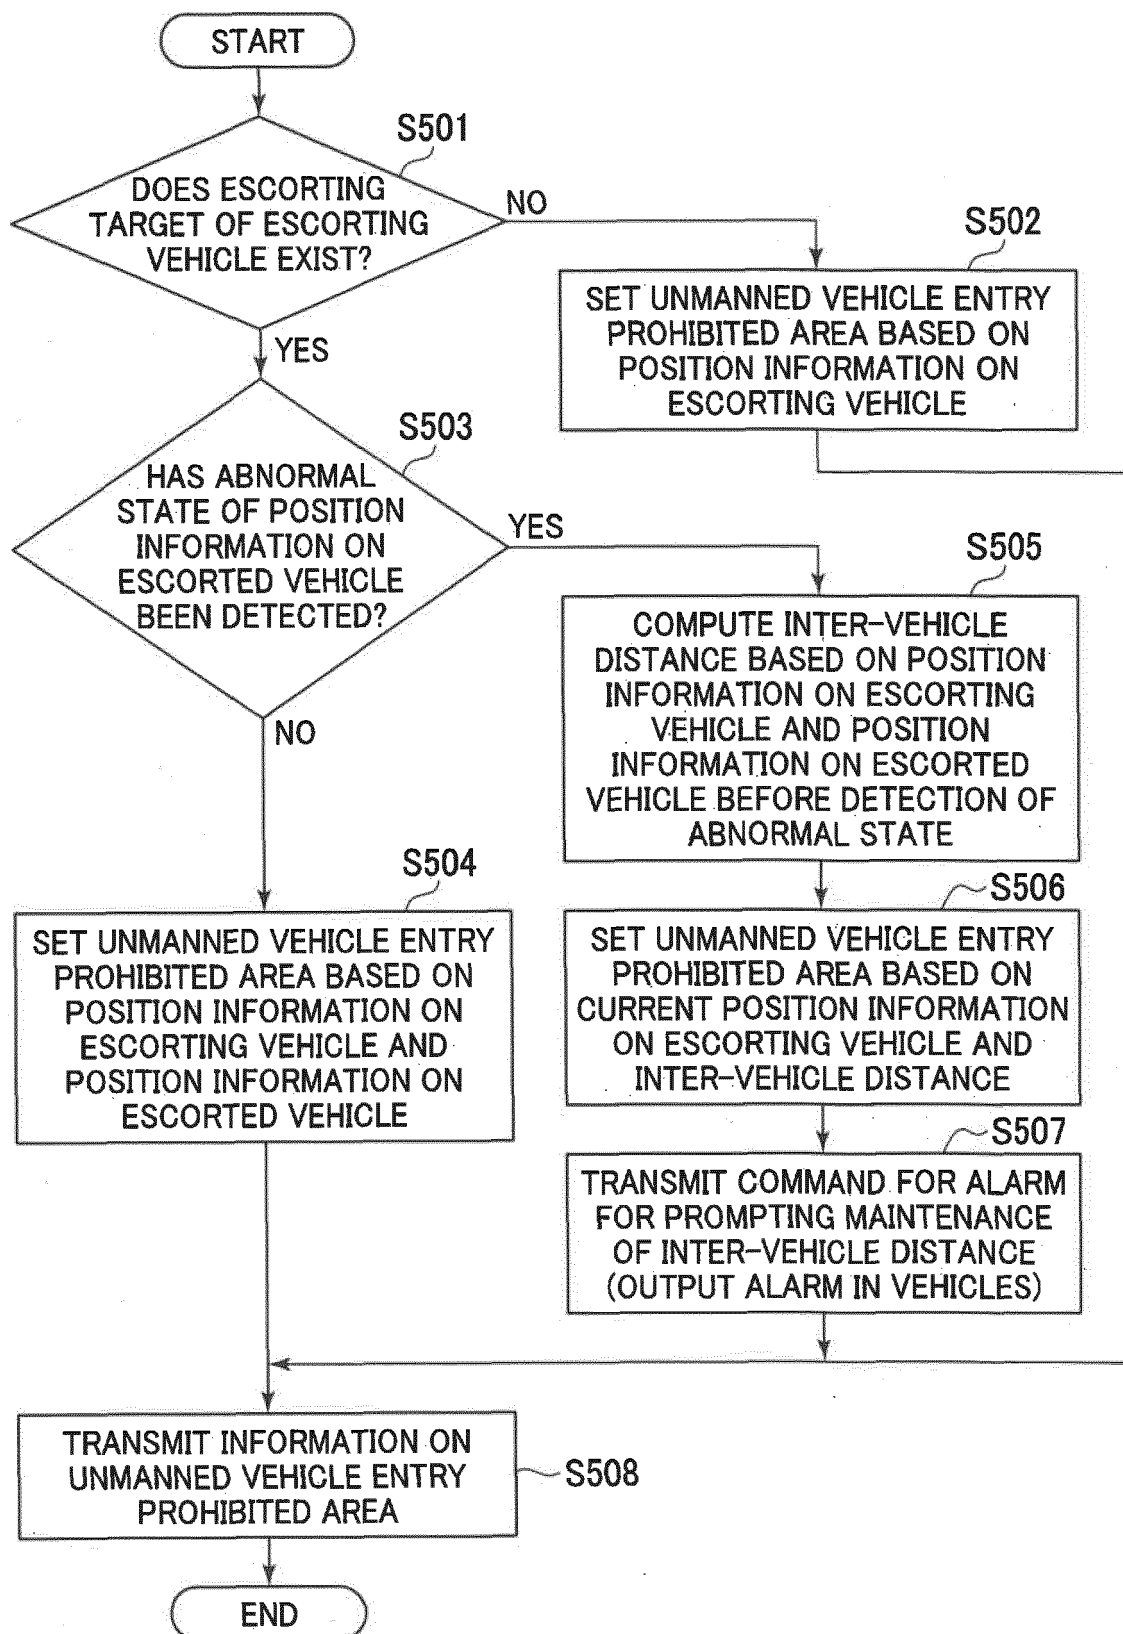 START
S501
DOES ESCORTING
TARGET OF ESCORTING
VEHICLE EXIST?
NO
S502
SET UNMANNED VEHICLE ENTRY
PROHIBITED AREA BASED ON
POSITION INFORMATION ON
ESCORTING VEHICLE
YES
S503
HAS ABNORMAL
STATE OF POSITION
INFORMATION ON
ESCORTED VEHICLE
BEEN DETECTED?
YES
S505
COMPUTE INTER-VEHICLE
DISTANCE BASED ON POSITION
INFORMATION ON ESCORTING
VEHICLE AND POSITION
INFORMATION ON ESCORTED
VEHICLE BEFORE DETECTION OF
ABNORMAL STATE
NO
S504
SET UNMANNED VEHICLE ENTRY
PROHIBITED AREA BASED ON
POSITION INFORMATION ON
ESCORTING VEHICLE AND
POSITION INFORMATION ON
ESCORTED VEHICLE
S506
SET UNMANNED VEHICLE ENTRY
PROHIBITED AREA BASED ON
CURRENT POSITION INFORMATION
ON ESCORTING VEHICLE AND
INTER-VEHICLE DISTANCE
S507
TRANSMIT COMMAND FOR ALARM
FOR PROMPTING MAINTENANCE
OF INTER-VEHICLE DISTANCE
(OUTPUT ALARM IN VEHICLES)
TRANSMIT INFORMATION ON
UNMANNED VEHICLE ENTRY
PROHIBITED AREA
S508
END